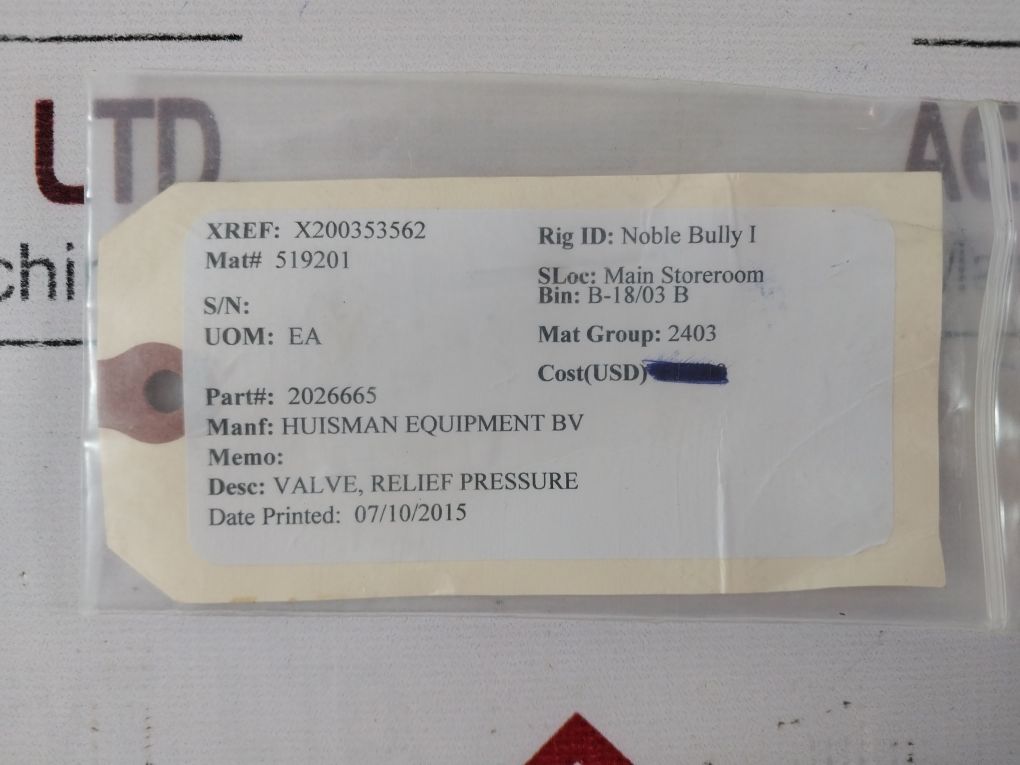 LTD
AE
chi
XREF: X200353562
Mat# 519201
S/N:
UOM: EA
Part#: 2026665
Manf: HUISMAN EQUIPMENT BV
Memo:
Desc: VALVE, RELIEF PRESSURE
Date Printed: 07/10/2015
Rig ID: Noble Bully I
SLoc: Main Storeroom
Bin: B-18/03 B
Mat Group: 2403
Cost(USD)